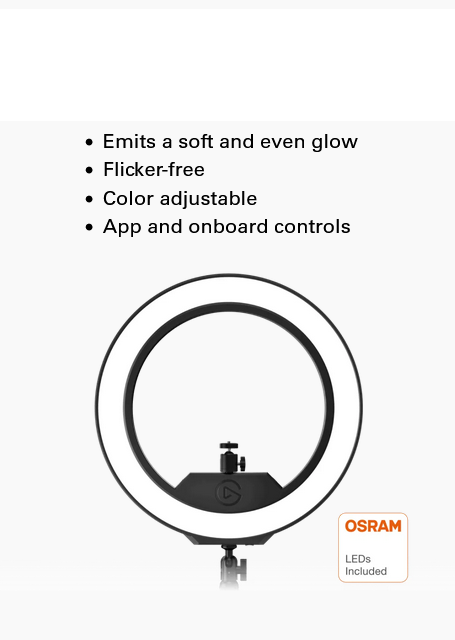 • Emits a soft and even glow
• Flicker-free
• Color adjustable
• App and onboard controls
OSRAM
LEDs
Included